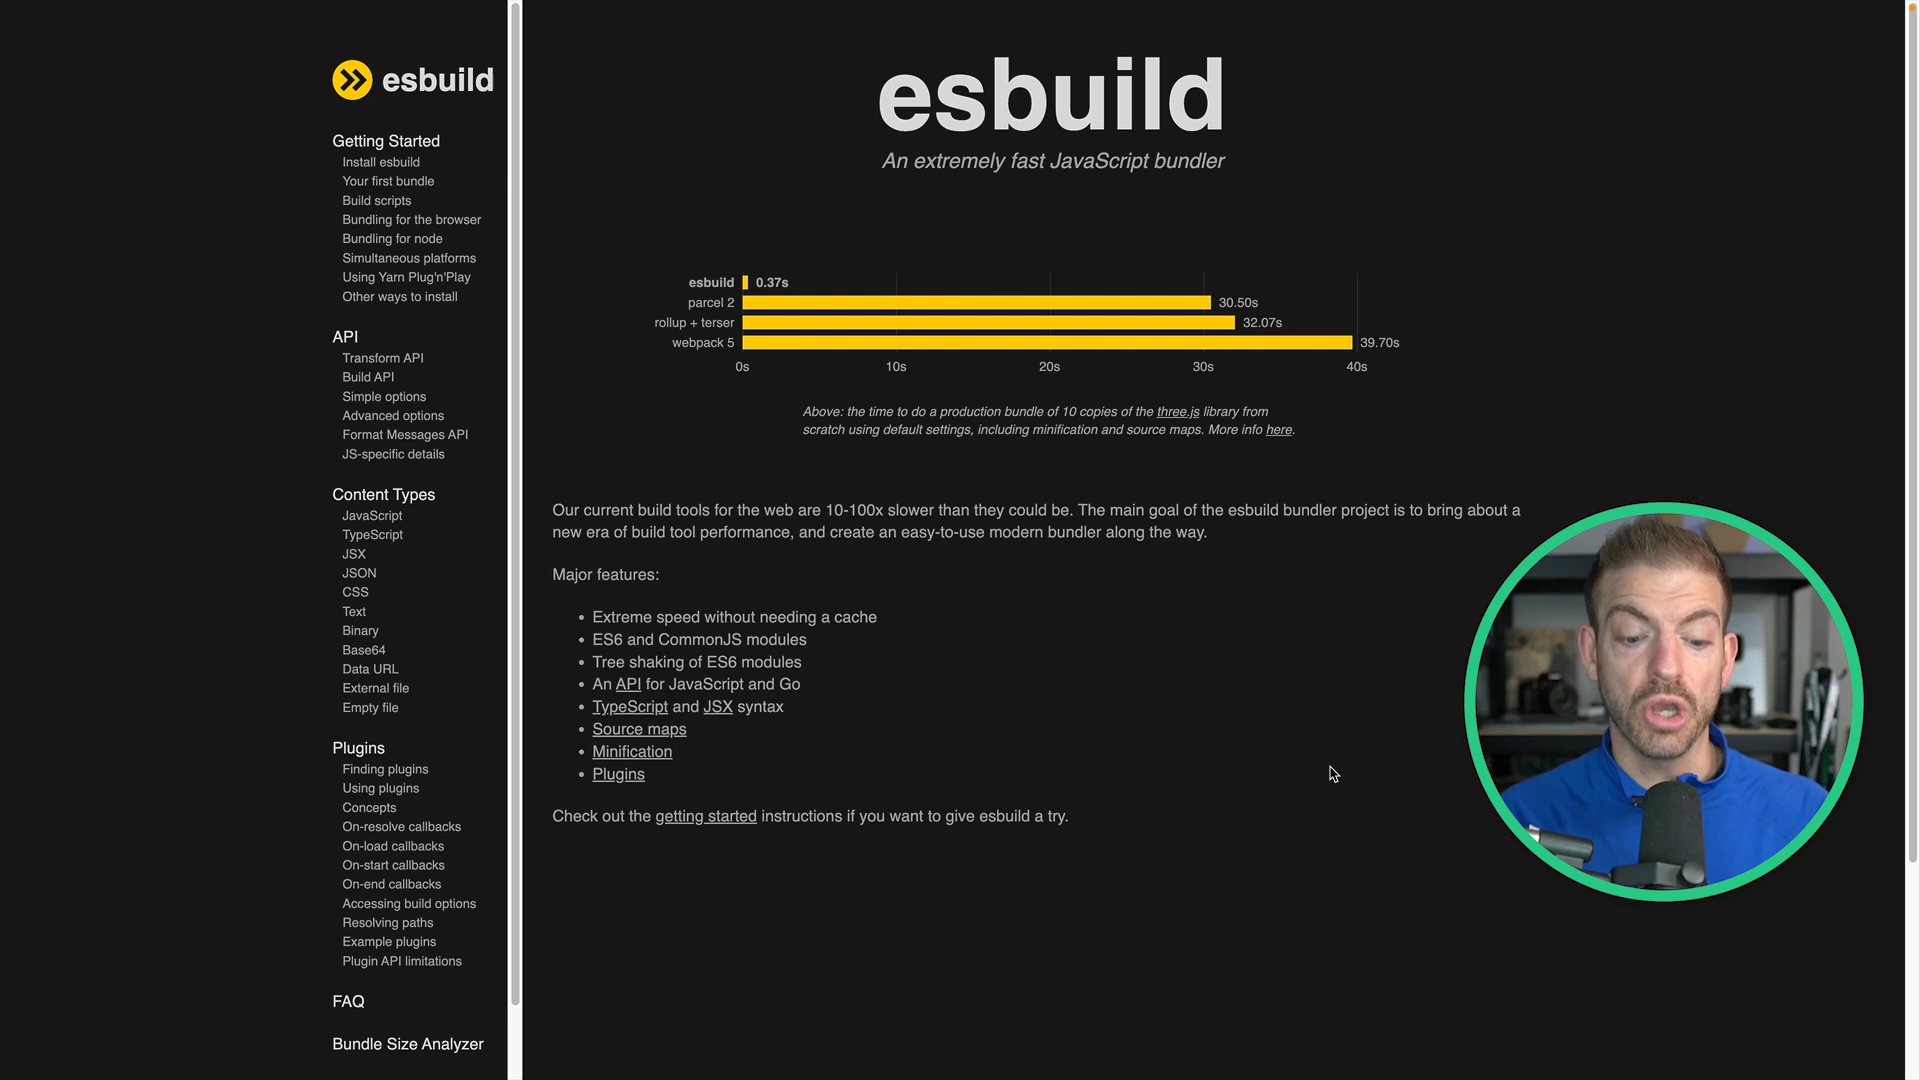 esbuild
Getting Started
Install esbuild
Your first bundle
Build scripts
Bundling for the browser
Bundling for node
Simultaneous platforms
Using Yarn Plug'n'Play
Other ways to install
API
Transform API
Build API
Simple options
Advanced options
Format Messages API
JS-specific details
Content Types
JavaScript
TypeScript
JSX
JSON
CSS
Text
Binary
Base64
Data URL
External file
Empty file
Plugins
Finding plugins
Using plugins
Concepts
On-resolve callbacks
On-load callbacks
On-start callbacks
On-end callbacks
Accessing build options
Resolving paths
Example plugins
Plugin API limitations
FAQ
Bundle Size Analyzer
esbuild
An extremely fast JavaScript bundler
esbuild 0.37s
parcel 2 30.50s
rollup + terser 32.07s
webpack 5 39.70s
0s 10s 20s 30s 40s
Above: the time to do a production bundle of 10 copies of the three.js library from
scratch using default settings, including minification and source maps. More info here.
Our current build tools for the web are 10-100x slower than they could be. The main goal of the esbuild bundler project is to bring about a
new era of build tool performance, and create an easy-to-use modern bundler along the way.
Major features:
• Extreme speed without needing a cache
• ES6 and CommonJS modules
• Tree shaking of ES6 modules
• An API for JavaScript and Go
• TypeScript and JSX syntax
• Source maps
• Minification
• Plugins
Check out the getting started instructions if you want to give esbuild a try.